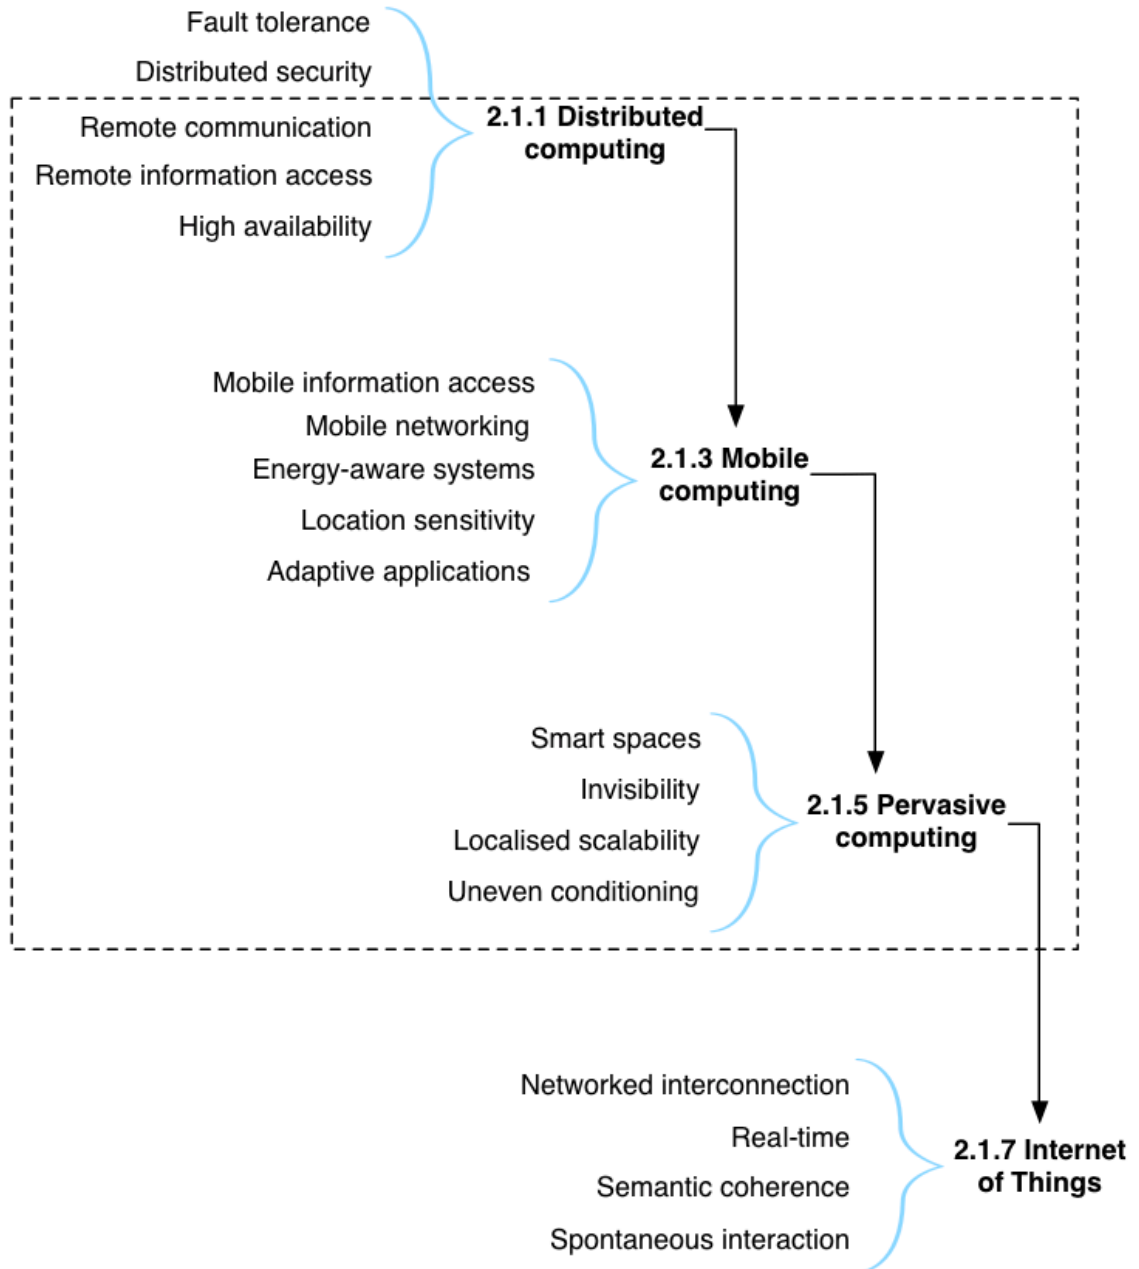 Fault tolerance
Distributed security
Remote communication
Remote information access
High availability
2.1.1 Distributed
computing
Mobile information access
Mobile networking
Energy-aware systems
Location sensitivity
Adaptive applications
2.1.3 Mobile
computing
Smart spaces
Invisibility
Localised scalability
Uneven conditioning
2.1.5 Pervasive
computing
Networked interconnection
Real-time
Semantic coherence
Spontaneous interaction
2.1.7 Internet
of Things